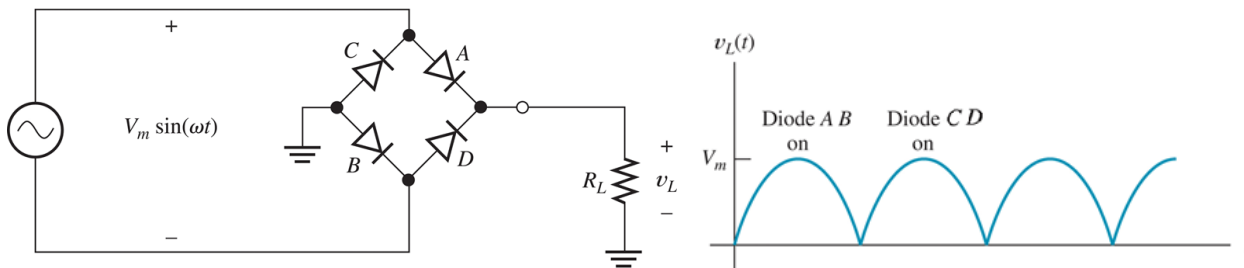 +
C
A
V_m sin(ωt)
B
D
R_L
+
v_L
−
−
v_L(t)
Diode A B
on
Diode C D
on
V_m